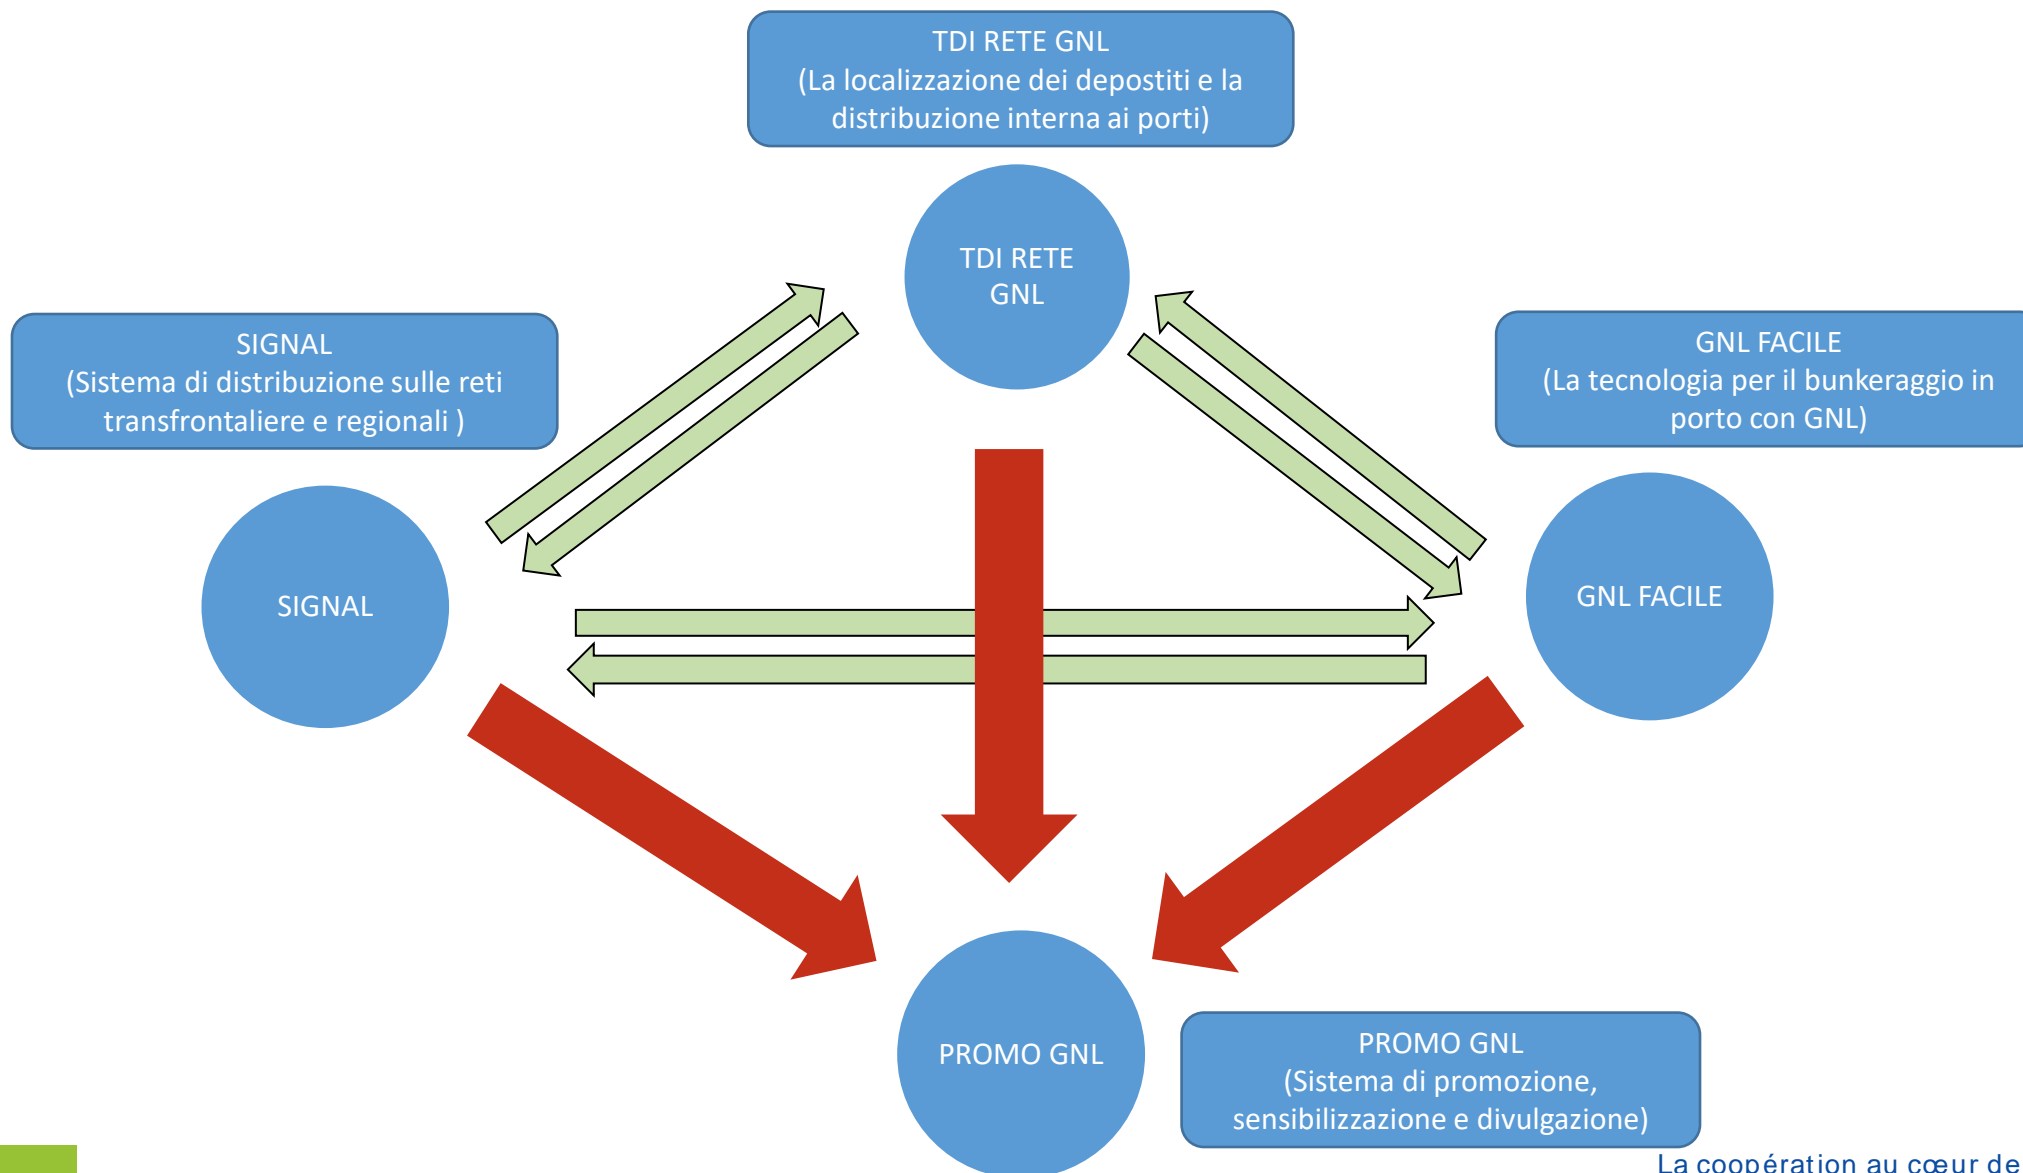 TDI RETE GNL
(La localizzazione dei depostiti e la
distribuzione interna ai porti)
TDI RETE
GNL
SIGNAL
(Sistema di distribuzione sulle reti
transfrontaliere e regionali )
GNL FACILE
(La tecnologia per il bunkeraggio in
porto con GNL)
SIGNAL
GNL FACILE
PROMO GNL
PROMO GNL
(Sistema di promozione,
sensibilizzazione e divulgazione)
La coopération au cœur de